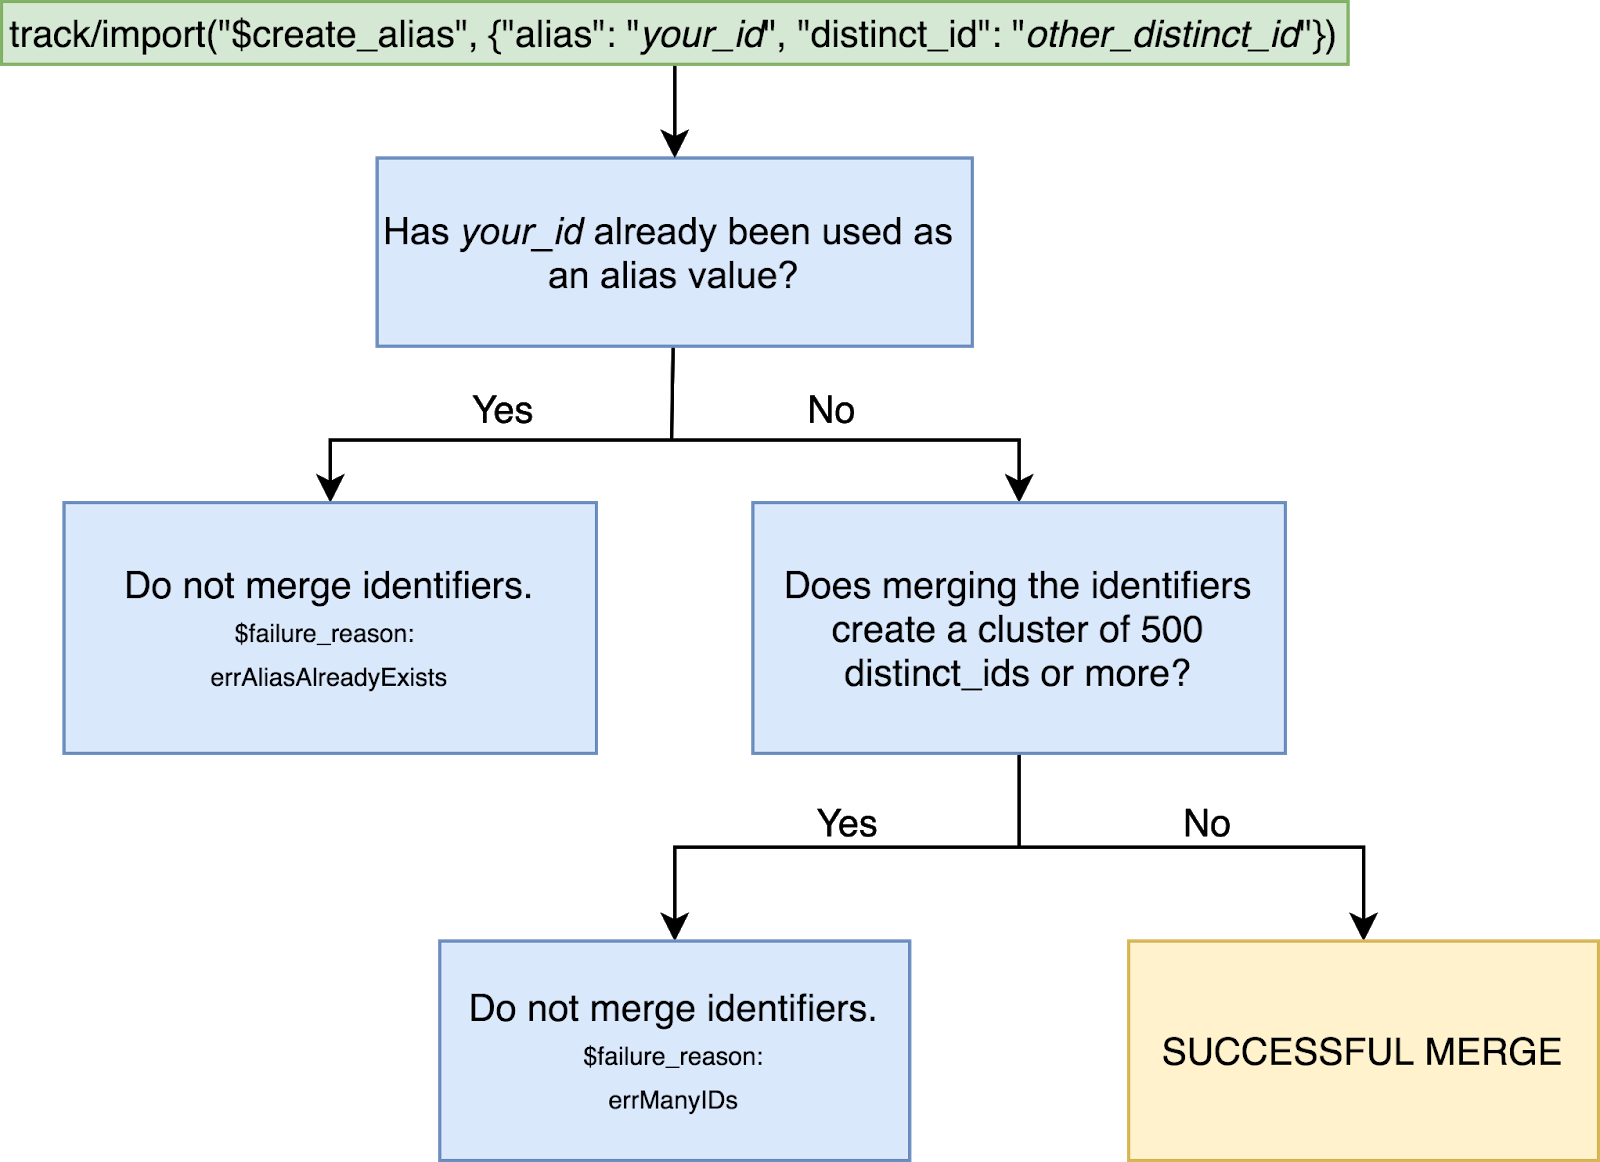 track/import("$create_alias", {"alias": "your_id", "distinct_id": "other_distinct_id"})
Has your_id already been used as
an alias value?
Yes
No
Do not merge identifiers.
$failure_reason:
errAliasAlreadyExists
Does merging the identifiers
create a cluster of 500
distinct_ids or more?
Yes
No
Do not merge identifiers.
$failure_reason:
errManyIDs
SUCCESSFUL MERGE